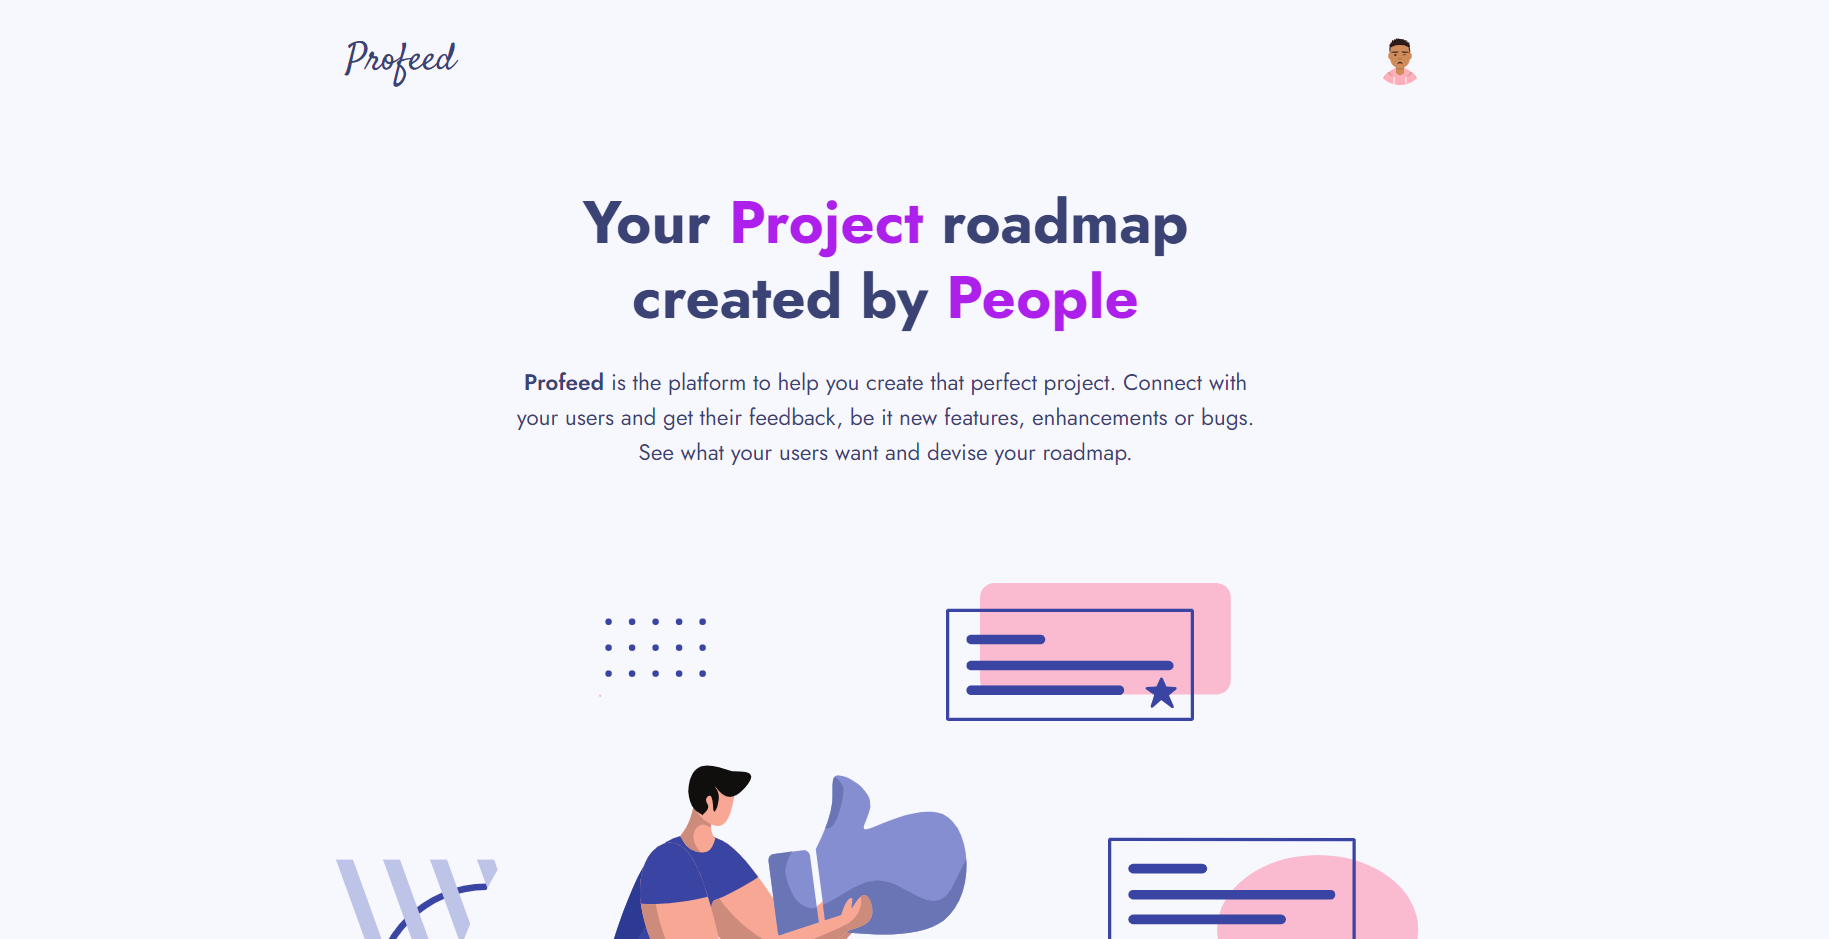 Profeed
Your Project roadmap
created by People
Profeed is the platform to help you create that perfect project. Connect with
your users and get their feedback, be it new features, enhancements or bugs.
See what your users want and devise your roadmap.